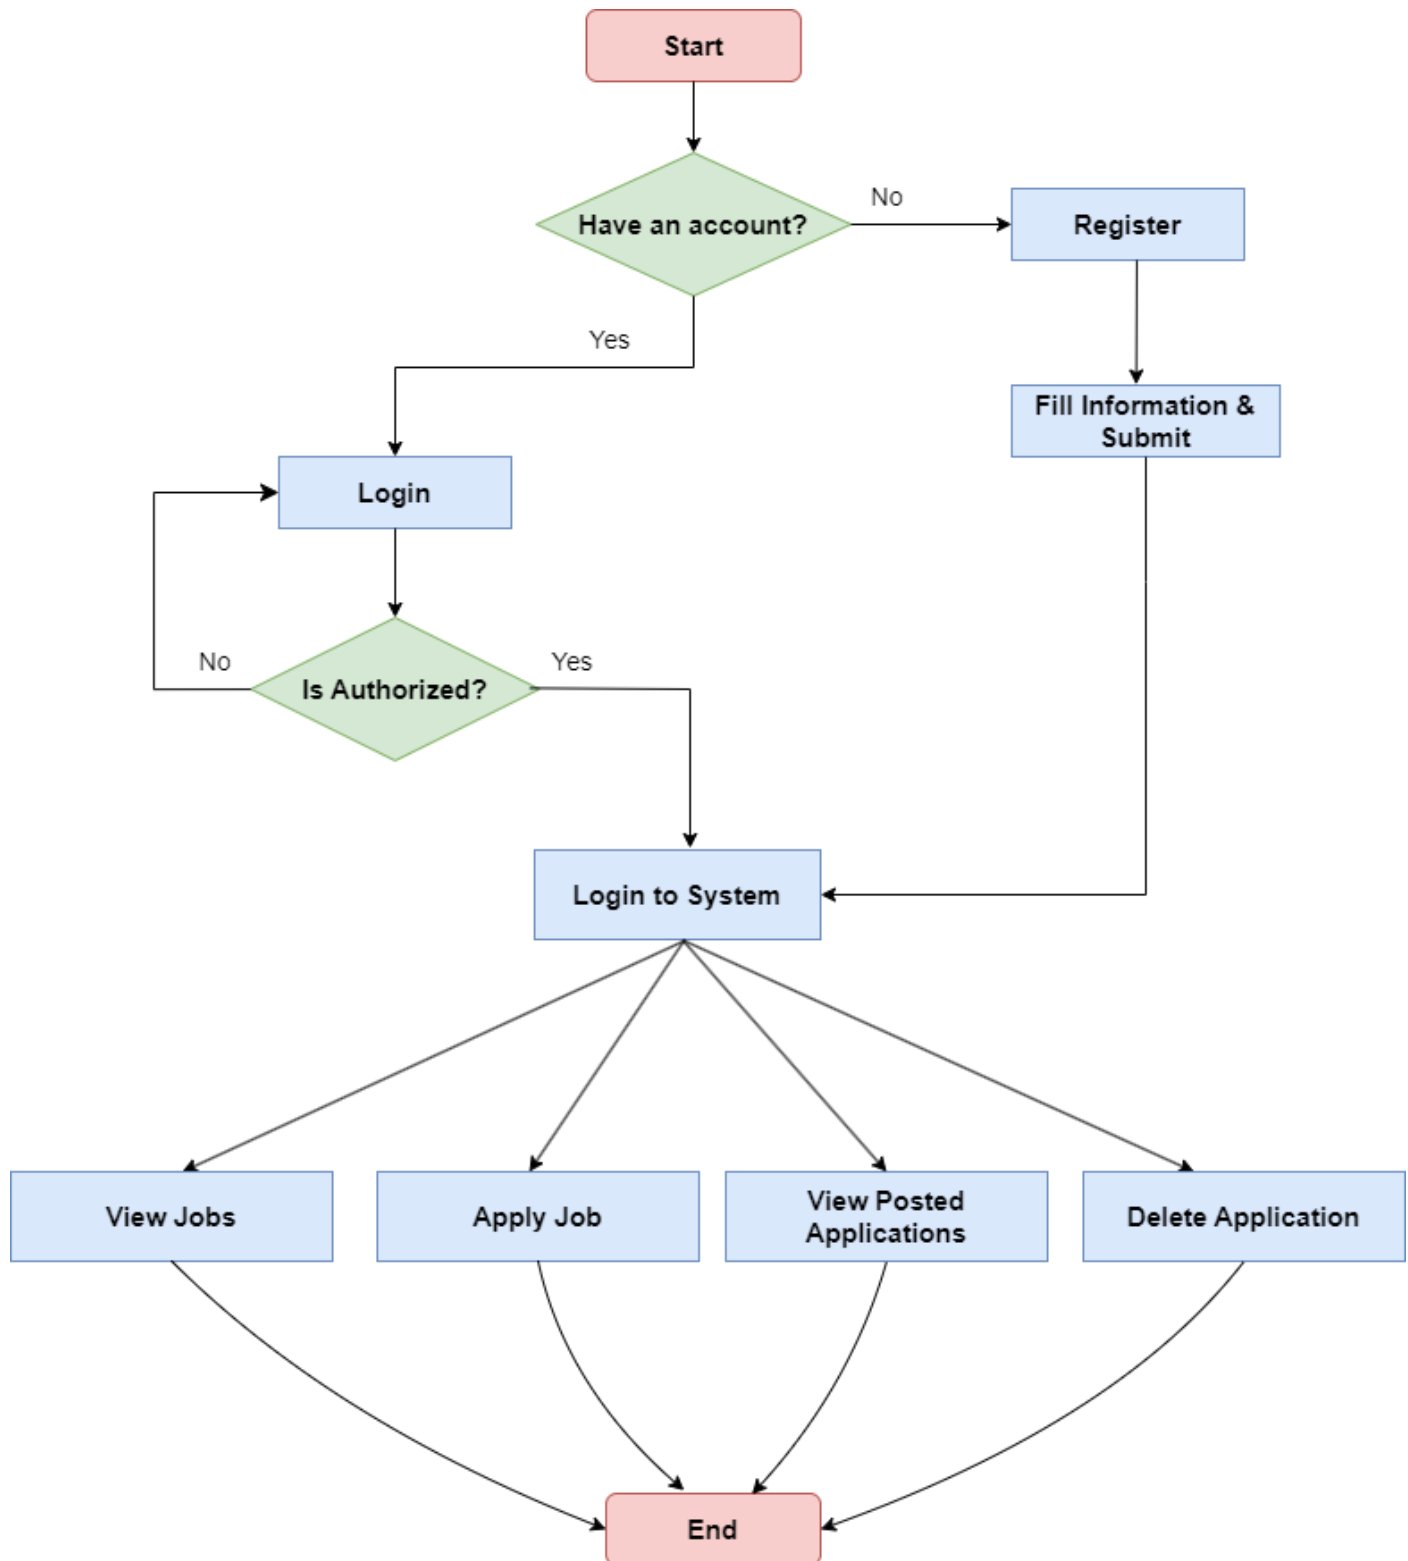 Start
Have an account?
No
Register
Yes
Fill Information &
Submit
Login
No
Is Authorized?
Yes
Login to System
View Jobs
Apply Job
View Posted
Applications
Delete Application
End